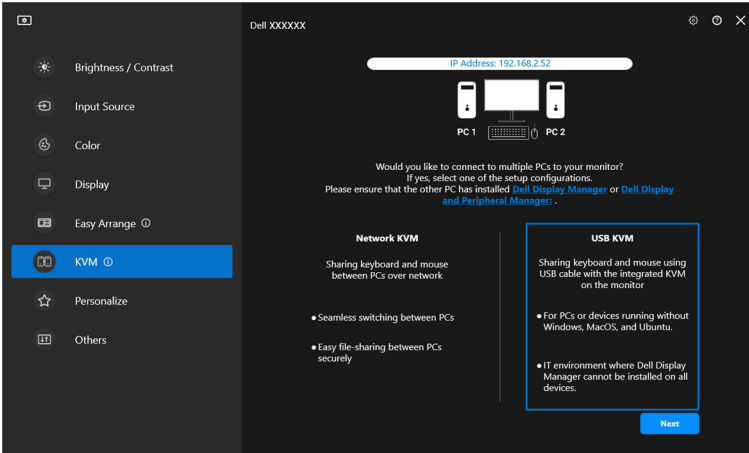 Dell XXXXXX
Brightness / Contrast
Input Source
Color
Display
Easy Arrange
KVM
Personalize
Others
IP Address: 192.168.2.52
PC 1
PC 2
Would you like to connect to multiple PCs to your monitor?
If yes, select one of the setup configurations.
Please ensure that the other PC has installed Dell Display Manager or Dell Display
and Peripheral Manager: .
Network KVM
Sharing keyboard and mouse
between PCs over network
● Seamless switching between PCs
● Easy file-sharing between PCs
securely
USB KVM
Sharing keyboard and mouse using
USB cable with the integrated KVM
on the monitor
● For PCs or devices running without
Windows, MacOS, and Ubuntu.
● IT environment where Dell Display
Manager cannot be installed on all
devices.
Next